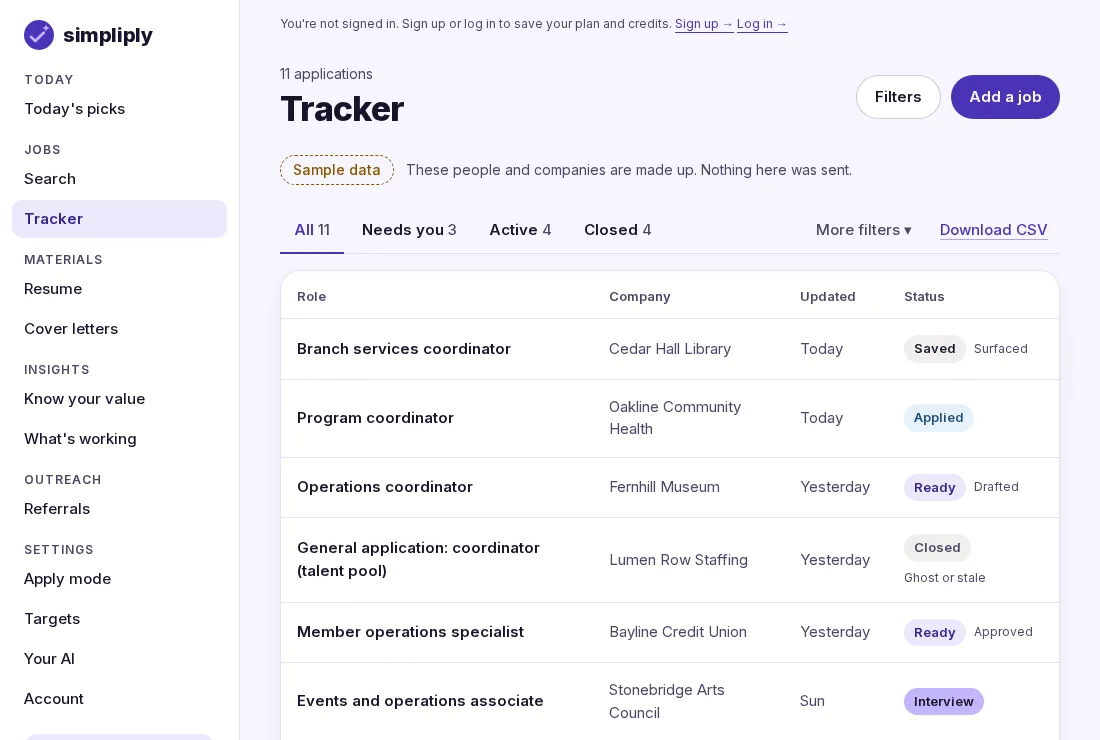 simpliply
TODAY
Today's picks
JOBS
Search
Tracker
MATERIALS
Resume
Cover letters
INSIGHTS
Know your value
What's working
OUTREACH
Referrals
SETTINGS
Apply mode
Targets
Your AI
Account
You're not signed in. Sign up or log in to save your plan and credits. Sign up → Log in →
11 applications
Tracker
Filters
Add a job
Sample data These people and companies are made up. Nothing here was sent.
All 11 Needs you 3 Active 4 Closed 4 More filters ▾ Download CSV
Role Company Updated Status
Branch services coordinator Cedar Hall Library Today Saved Surfaced
Program coordinator Oakline Community
Health Today Applied
Operations coordinator Fernhill Museum Yesterday Ready Drafted
General application: coordinator
(talent pool) Lumen Row Staffing Yesterday Closed
Ghost or stale
Member operations specialist Bayline Credit Union Yesterday Ready Approved
Events and operations associate Stonebridge Arts
Council Sun Interview